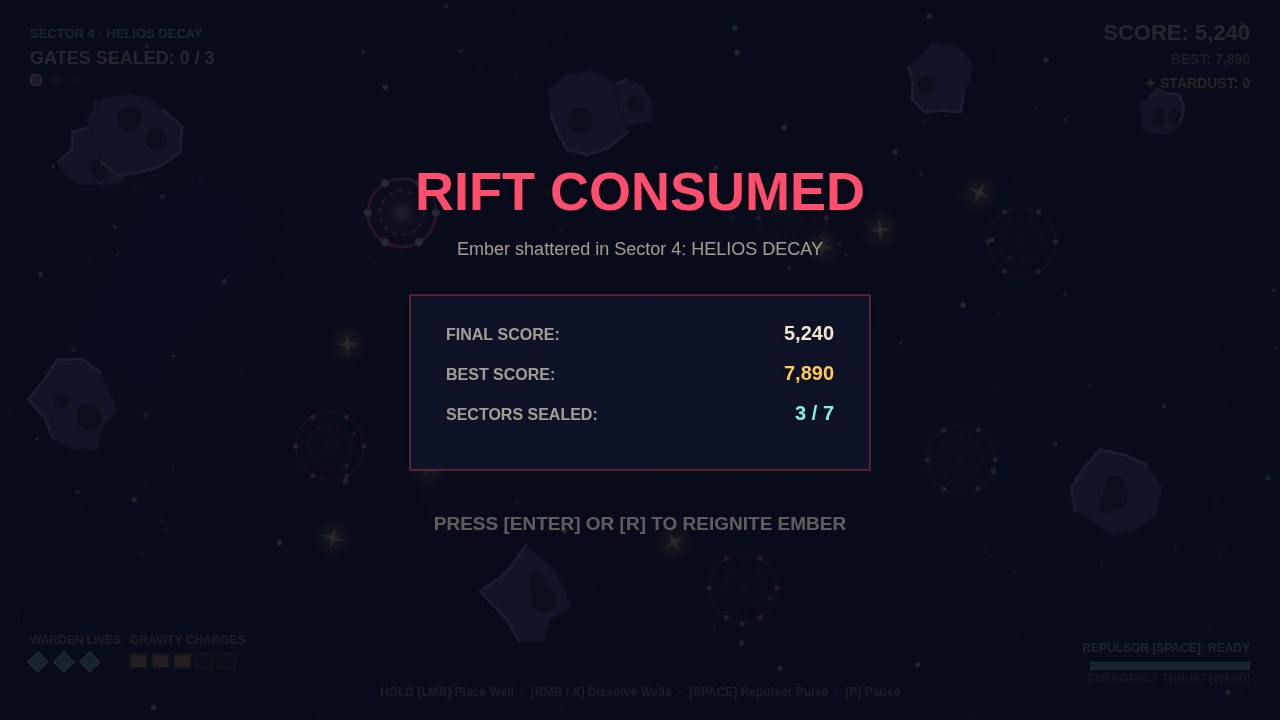 SECTOR 4 · HELIOS DECAY
GATES SEALED: 0 / 3
SCORE: 5,240
BEST: 7,890
STARDUST: 0
RIFT CONSUMED
Ember shattered in Sector 4: HELIOS DECAY
FINAL SCORE: 5,240
BEST SCORE: 7,890
SECTORS SEALED: 3 / 7
PRESS [ENTER] OR [R] TO REIGNITE EMBER
WARDEN LIVES GRAVITY CHARGES
REPULSOR [SPACE]: READY
EMERGENCY THRUST [WASD]
HOLD [LMB] Place Well · [RMB / X] Dissolve Wells · [SPACE] Repulsor Pulse · [P] Pause